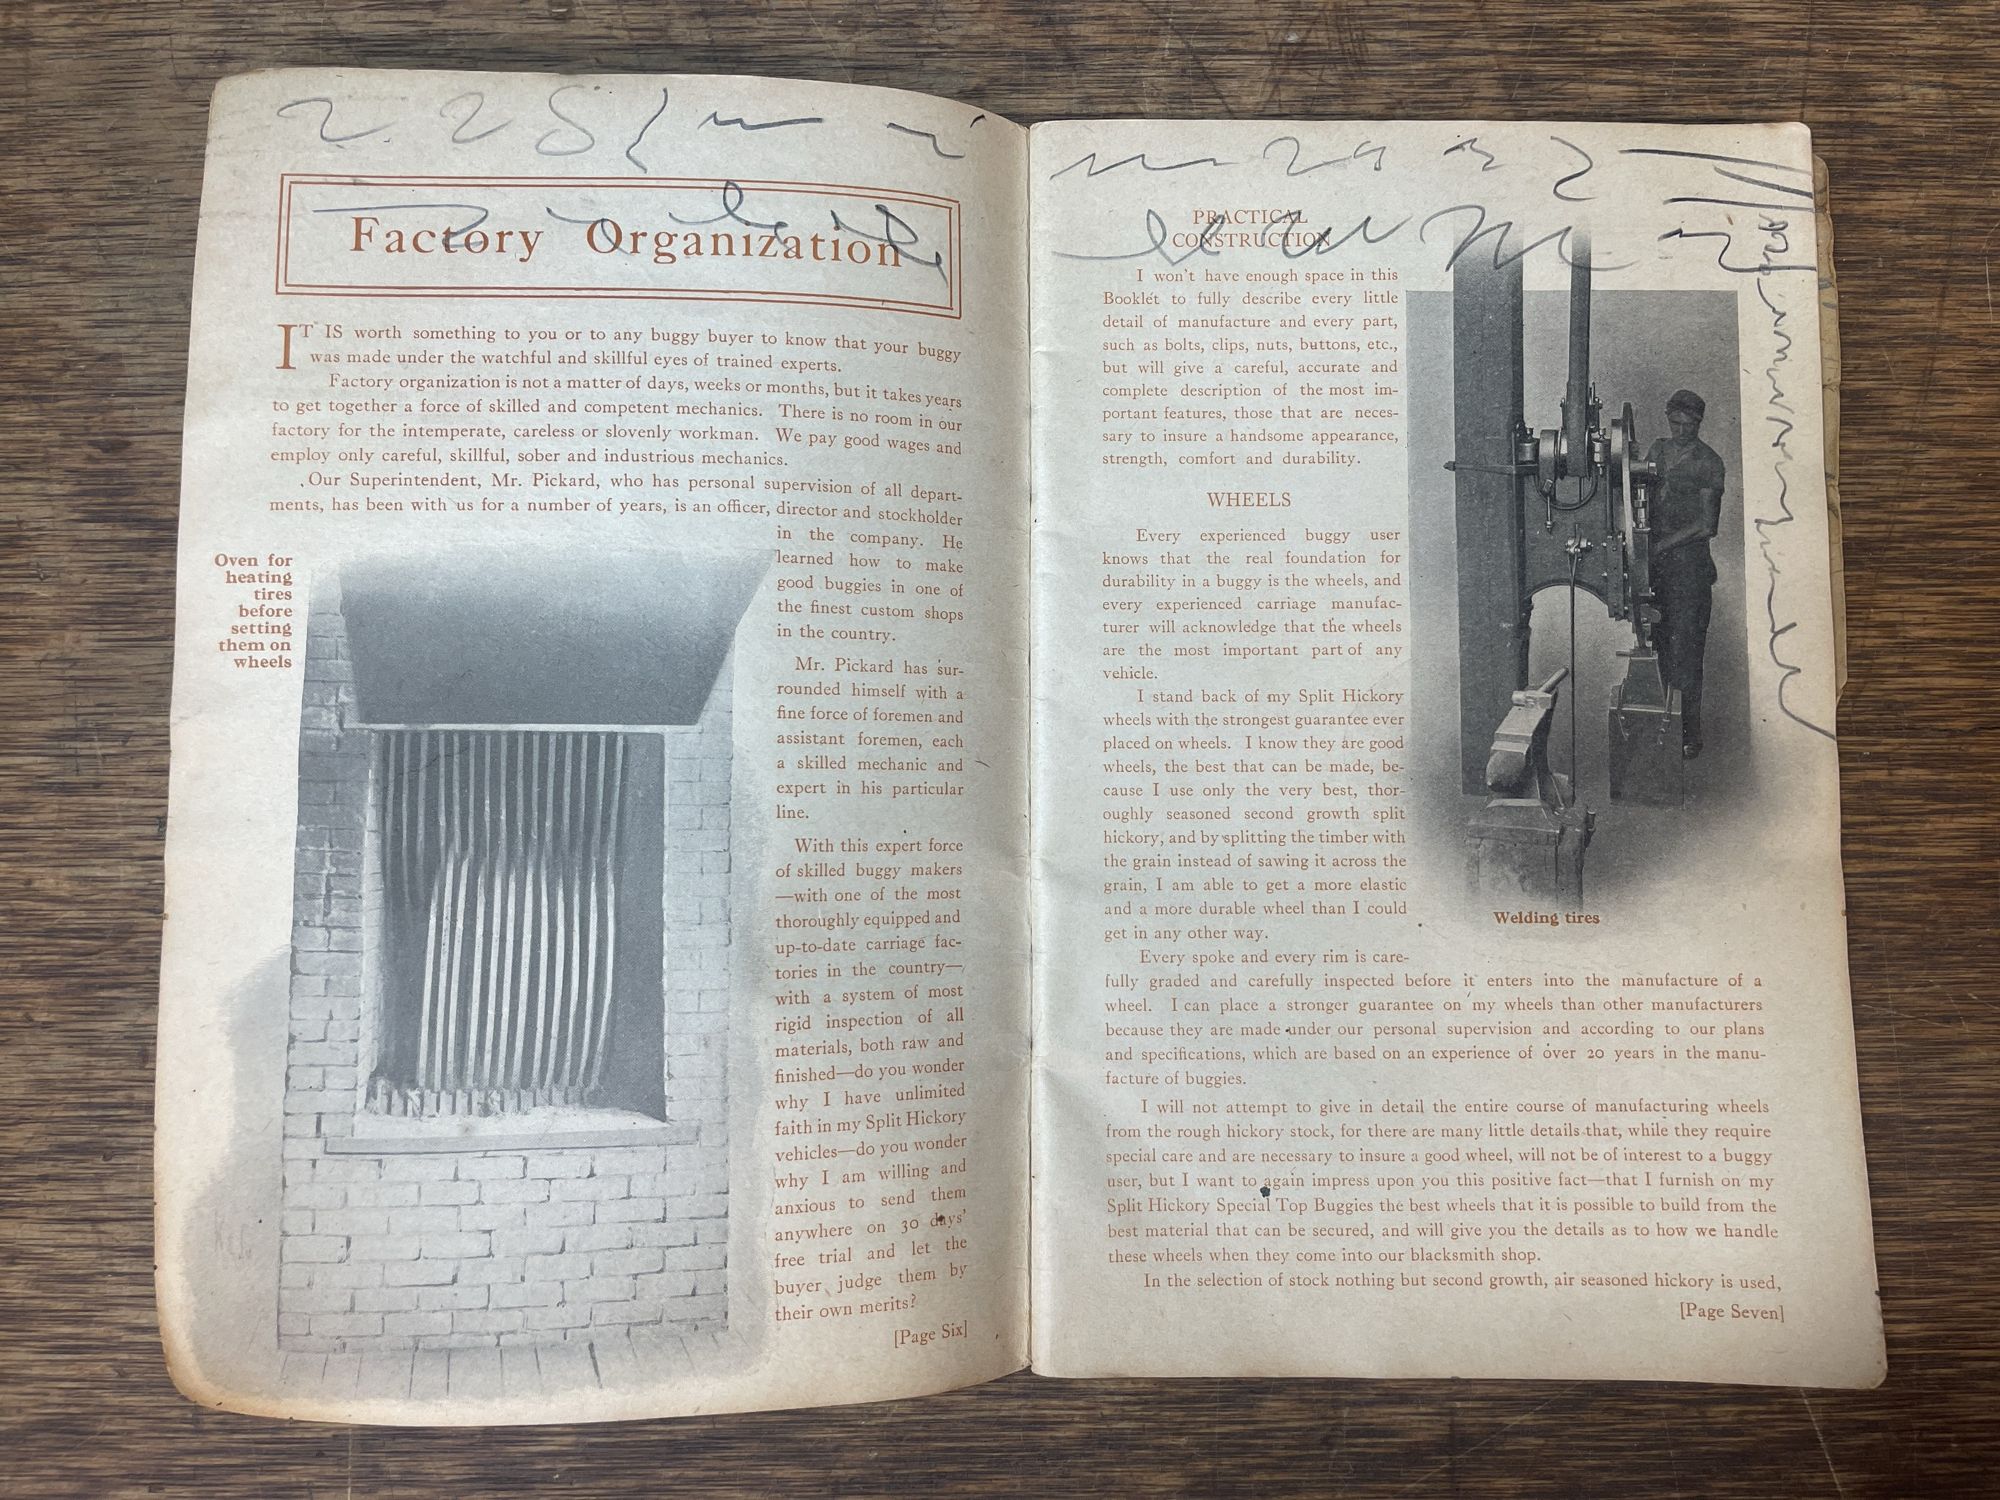 Factory Organization
IT IS worth something to you or to any buggy buyer to know that your buggy
was made under the watchful and skillful eyes of trained experts.
Factory organization is not a matter of days, weeks or months, but it takes years
to get together a force of skilled and competent mechanics. There is no room in our
factory for the intemperate, careless or slovenly workman. We pay good wages and
employ only careful, skillful, sober and industrious mechanics.
Our Superintendent, Mr. Pickard, who has personal supervision of all depart-
ments, has been with us for a number of years, is an officer, director and stockholder
in the company. He
learned how to make
good buggies in one of
the finest custom shops
in the country.
Mr. Pickard has sur-
rounded himself with a
fine force of foremen and
assistant foremen, each
a skilled mechanic and
expert in his particular
line.
With this expert force
of skilled buggy makers
—with one of the most
thoroughly equipped and
up-to-date carriage fac-
tories in the country—
with a system of most
rigid inspection of all
materials, both raw and
finished—do you wonder
why I have unlimited
faith in my Split Hickory
vehicles—do you wonder
why I am willing and
anxious to send them
anywhere on 30 days'
free trial and let the
buyer judge them by
their own merits?
Oven for
heating
tires
before
setting
them on
wheels
[Page Six]
PRACTICAL
CONSTRUCTION
I won't have enough space in this
Booklet to fully describe every little
detail of manufacture and every part,
such as bolts, clips, nuts, buttons, etc.,
but will give a careful, accurate and
complete description of the most im-
portant features, those that are neces-
sary to insure a handsome appearance,
strength, comfort and durability.
WHEELS
Every experienced buggy user
knows that the real foundation for
durability in a buggy is the wheels, and
every experienced carriage manufac-
turer will acknowledge that the wheels
are the most important part of any
vehicle.
I stand back of my Split Hickory
wheels with the strongest guarantee ever
placed on wheels. I know they are good
wheels, the best that can be made, be-
cause I use only the very best, thor-
oughly seasoned second growth split
hickory, and by splitting the timber with
the grain instead of sawing it across the
grain, I am able to get a more elastic
and a more durable wheel than I could
get in any other way.
Every spoke and every rim is care-
fully graded and carefully inspected before it enters into the manufacture of a
wheel. I can place a stronger guarantee on my wheels than other manufacturers
because they are made under our personal supervision and according to our plans
and specifications, which are based on an experience of over 20 years in the manu-
facture of buggies.
I will not attempt to give in detail the entire course of manufacturing wheels
from the rough hickory stock, for there are many little details that, while they require
special care and are necessary to insure a good wheel, will not be of interest to a buggy
user, but I want to again impress upon you this positive fact—that I furnish on my
Split Hickory Special Top Buggies the best wheels that it is possible to build from the
best material that can be secured, and will give you the details as to how we handle
these wheels when they come into our blacksmith shop.
In the selection of stock nothing but second growth, air seasoned hickory is used,
Welding tires
[Page Seven]